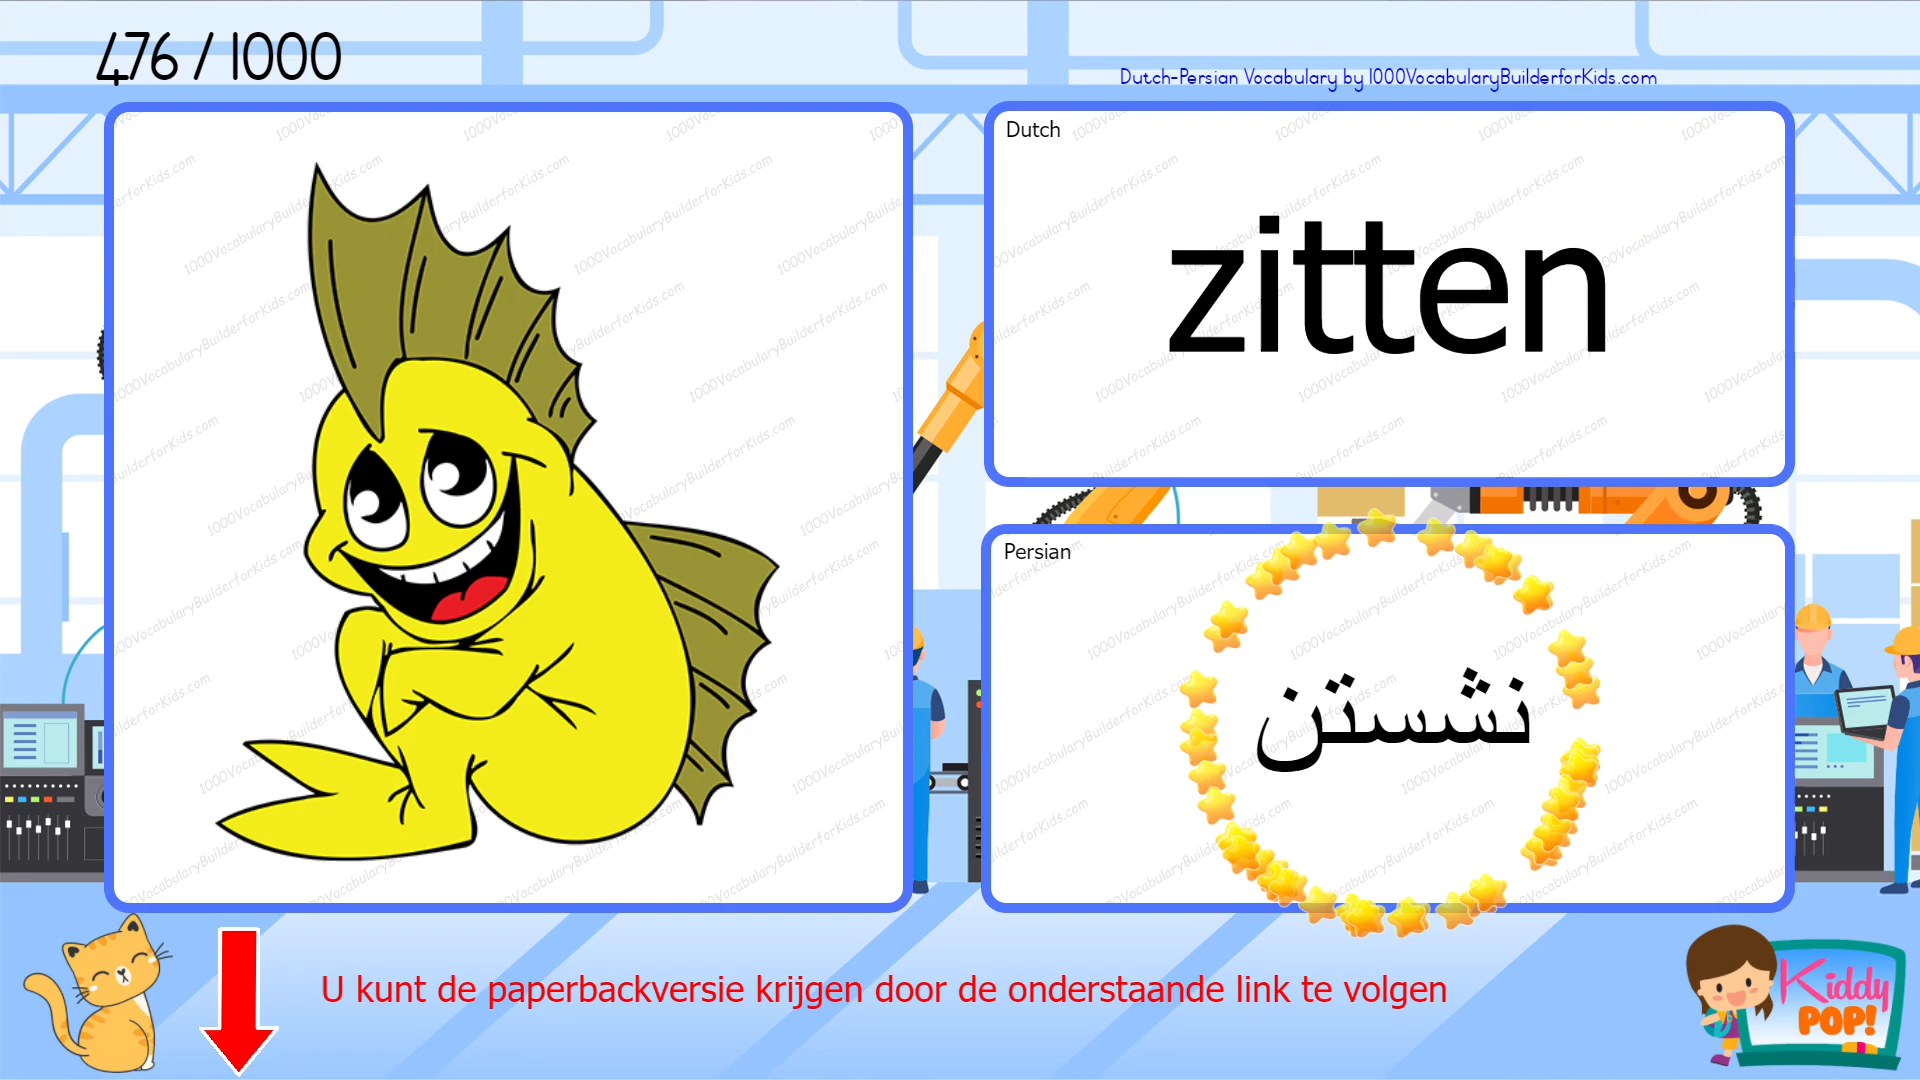 476 / 1000
Dutch-Persian Vocabulary by 1000VocabularyBuilderforKids.com
Dutch
zitten
Persian
نشستن
U kunt de paperbackversie krijgen door de onderstaande link te volgen
Kiddy
POP!